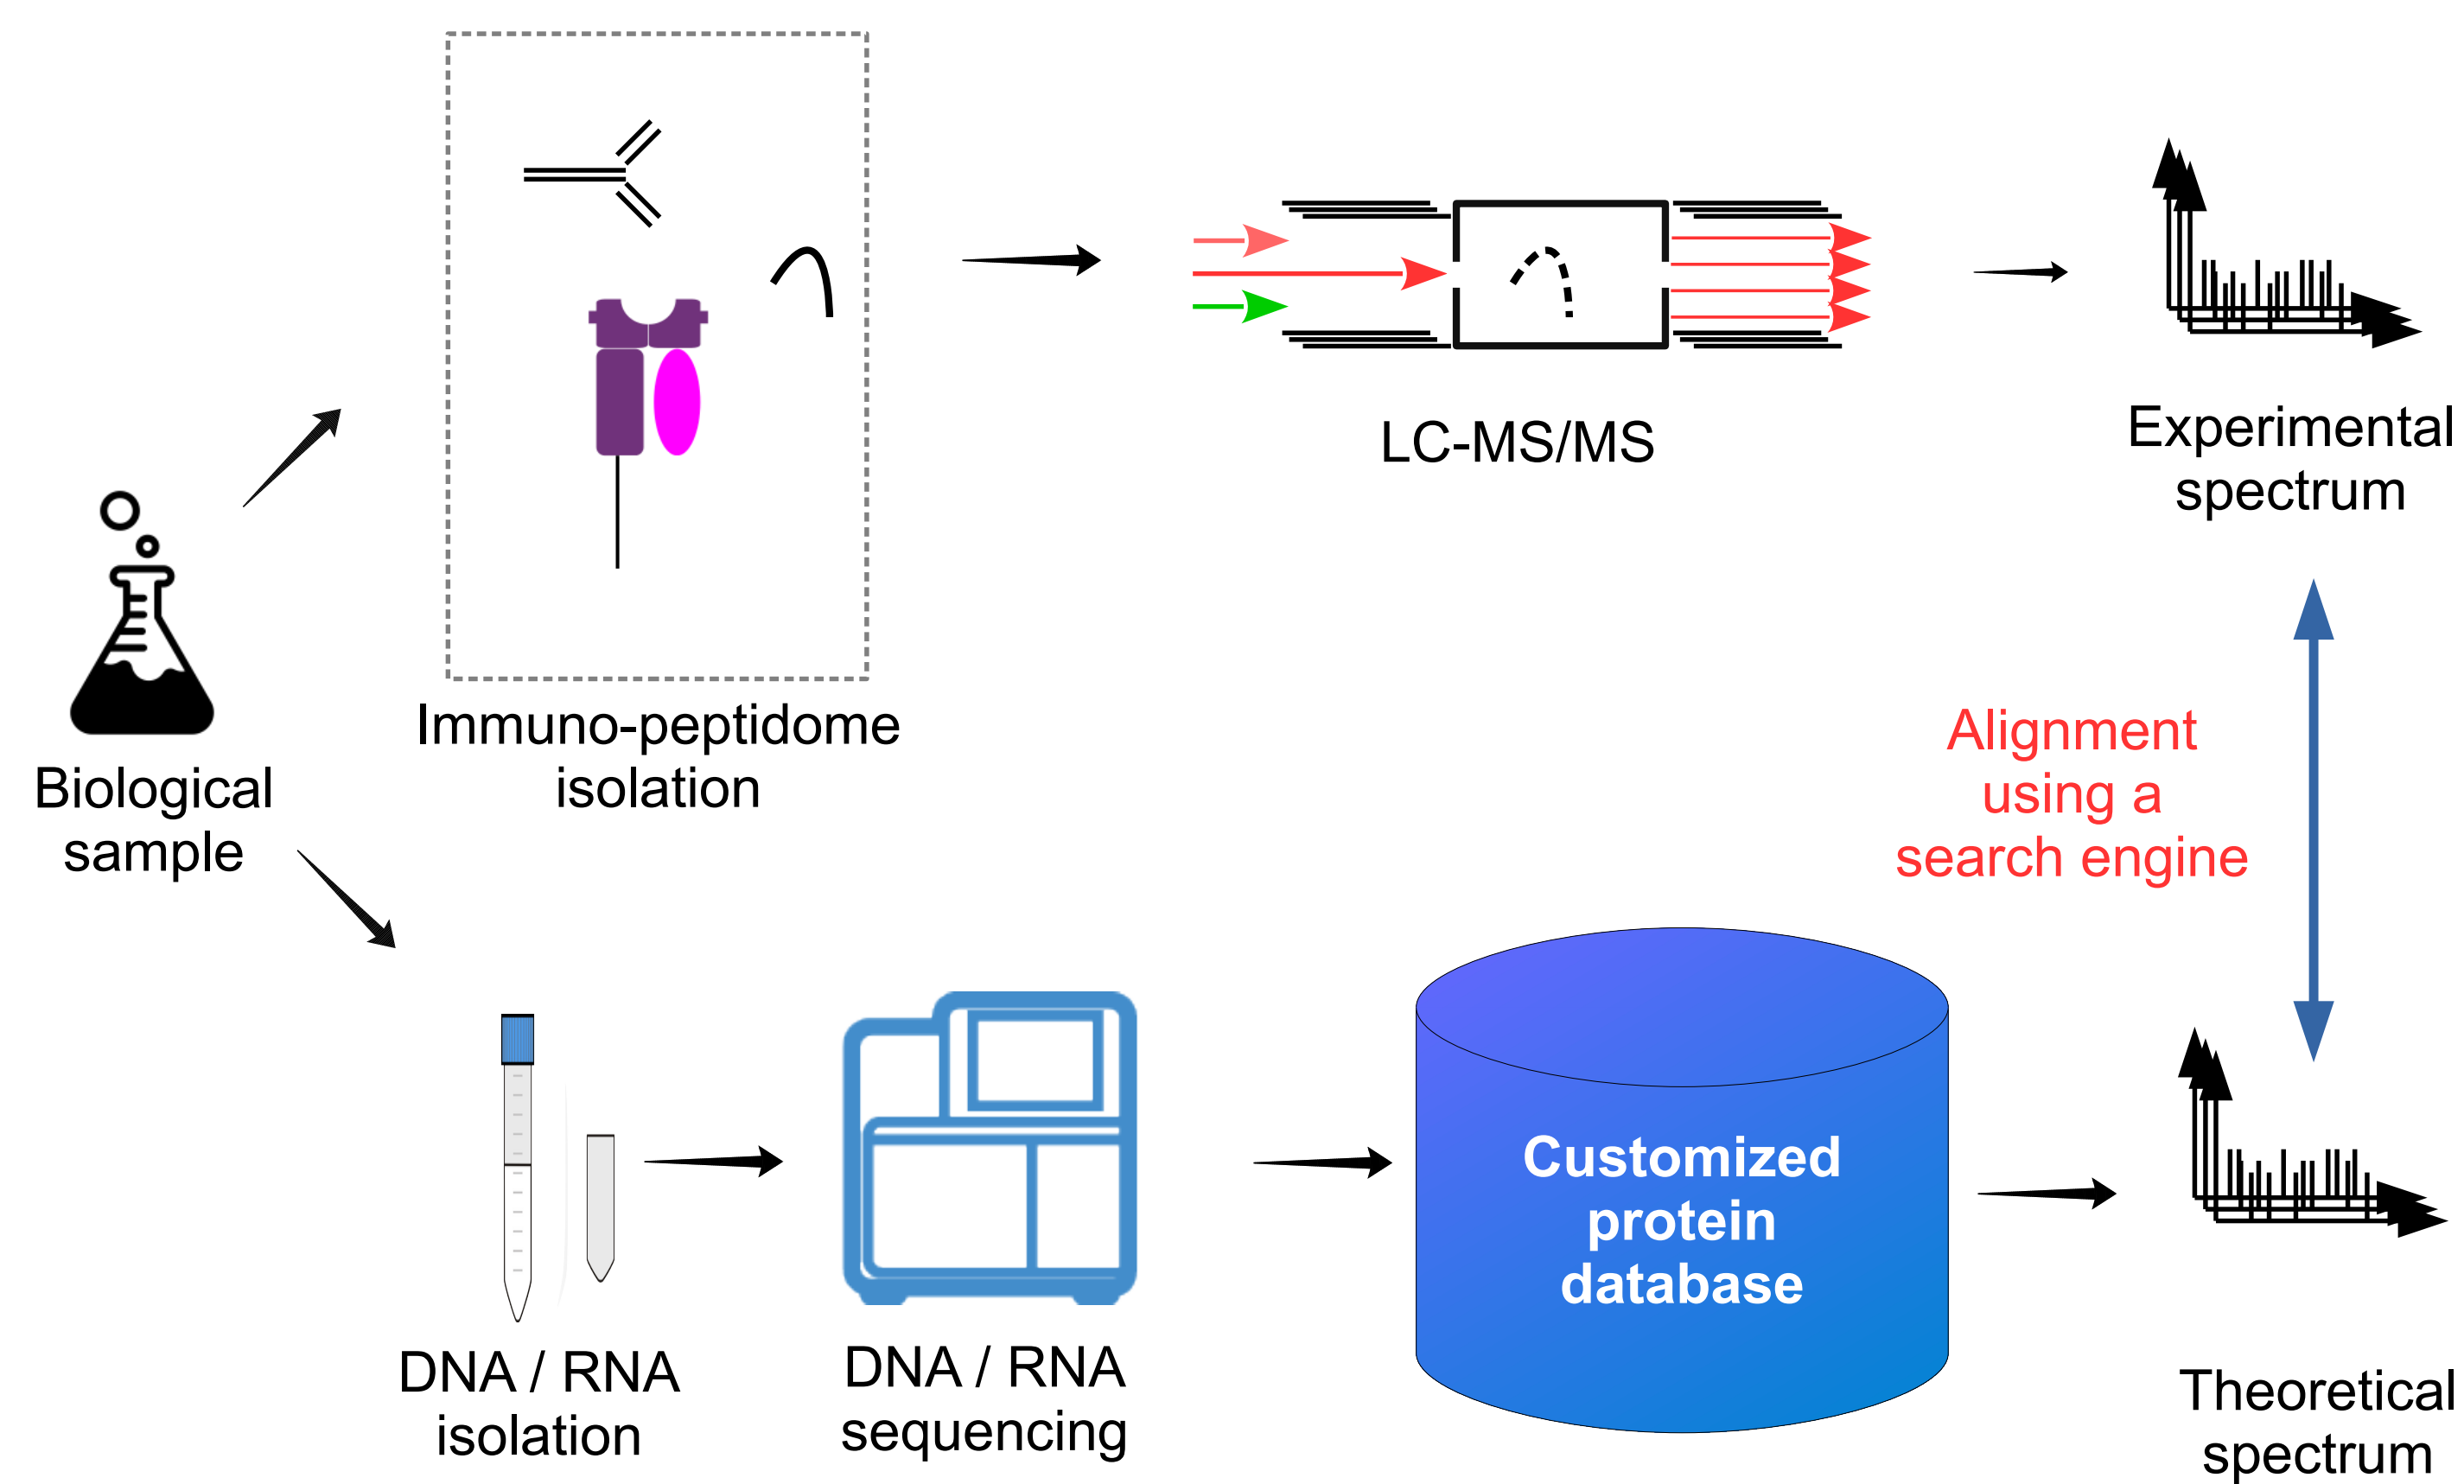 LC-MS/MS
Experimental
spectrum
Immuno-peptidome
isolation
Biological
sample
Alignment
using a
search engine
Customized
protein
database
DNA / RNA
isolation
DNA / RNA
sequencing
Theoretical
spectrum